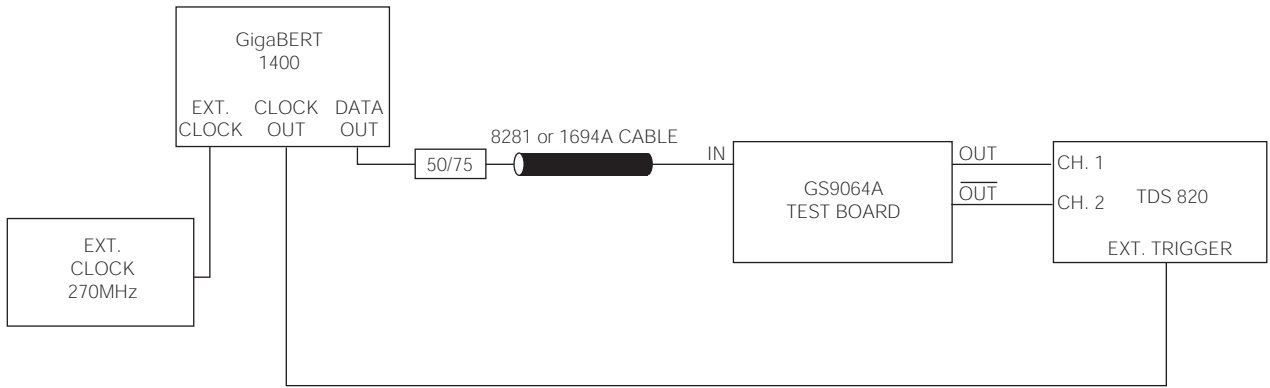 GigaBERT
1400
EXT. CLOCK DATA
CLOCK OUT OUT
8281 or 1694A CABLE
50/75
IN
GS9064A
TEST BOARD
OUT
OUT
CH. 1
CH. 2
TDS 820
EXT. TRIGGER
EXT.
CLOCK
270MHz